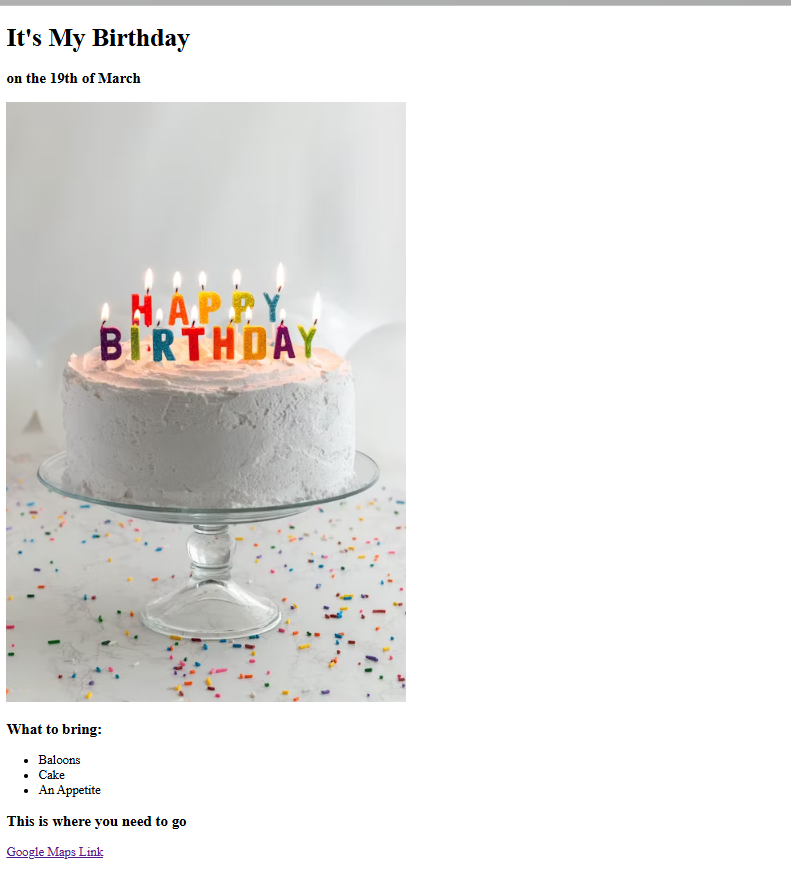 It's My Birthday
on the 19th of March
HAPPY
BIRTHDAY
What to bring:
Baloons
Cake
An Appetite
This is where you need to go
Google Maps Link